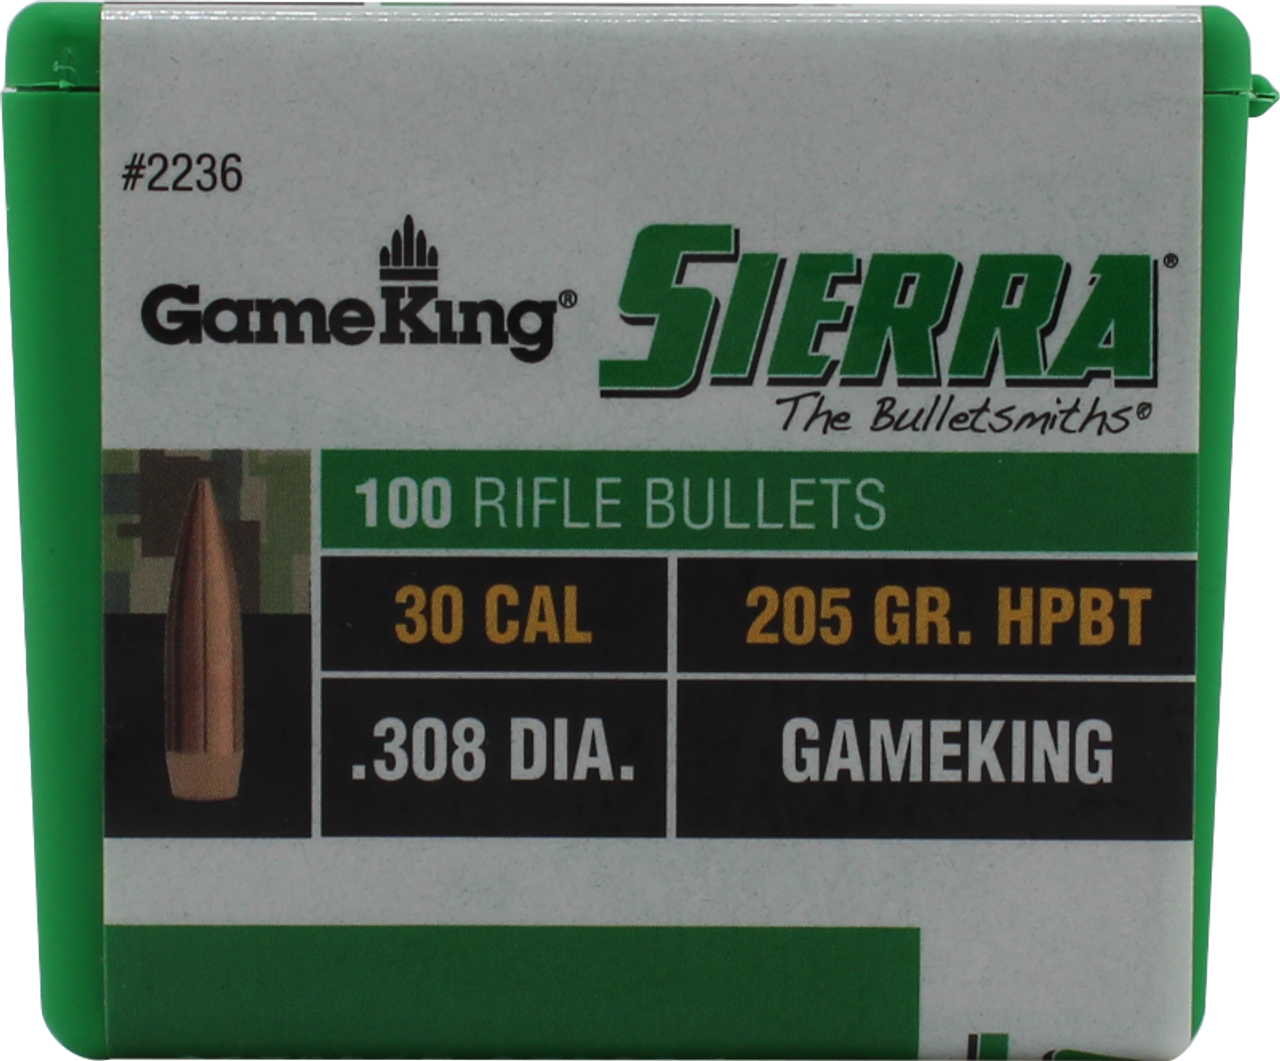 #2236
GameKing®
SIERRA®
The Bulletsmiths®
100 RIFLE BULLETS
30 CAL
205 GR. HPBT
.308 DIA.
GAMEKING